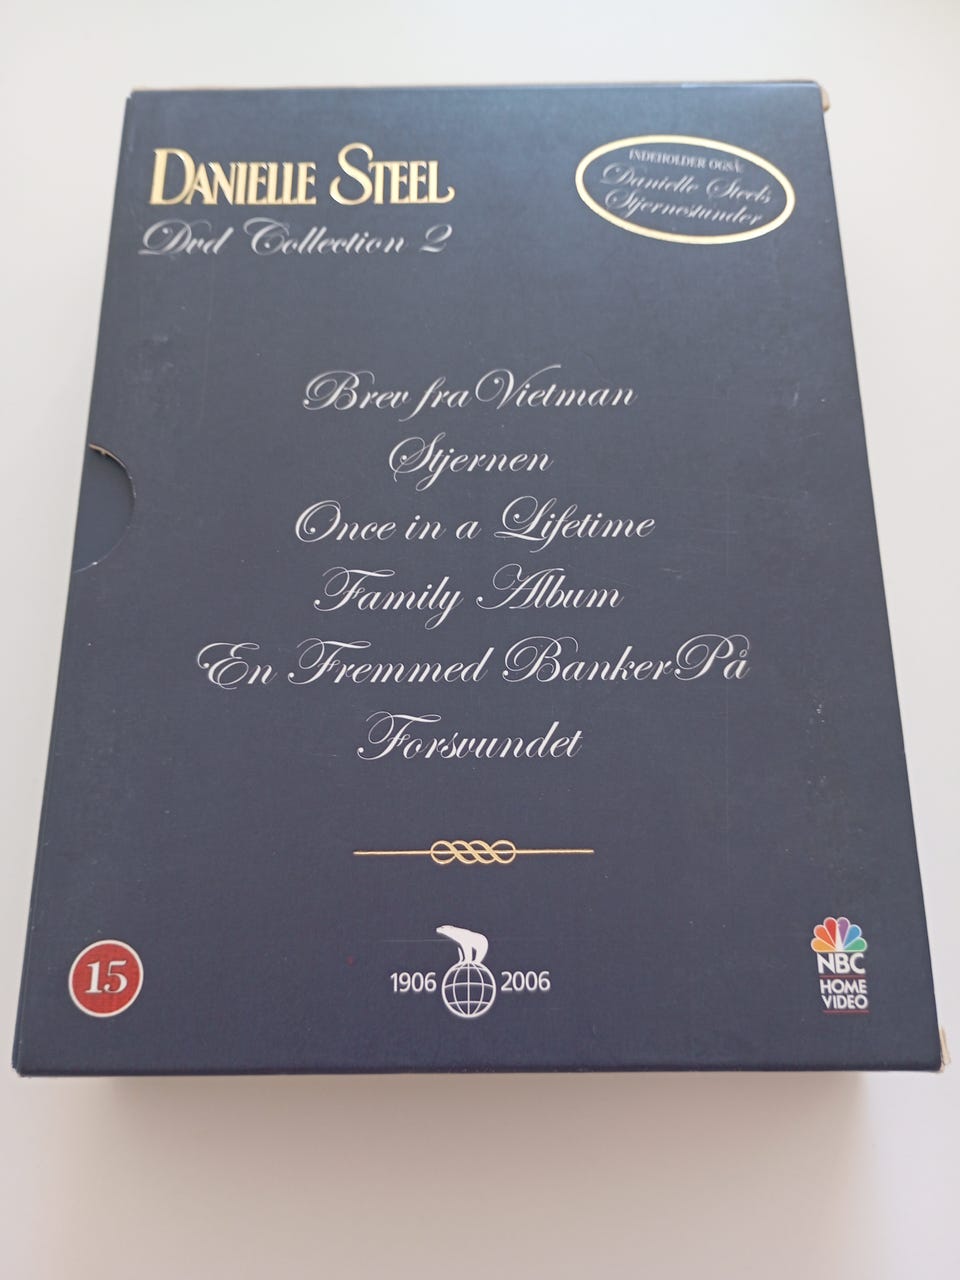 DANIELLE STEEL
Dvd Collection 2
INDEHOLDER OGSÅ:
Danielle Steels
Stjernestunder
Brev fra Vietman
Stjernen
Once in a Lifetime
Family Album
En Fremmed Banker På
Forsvundet
15
1906 2006
NBC
HOME
VIDEO